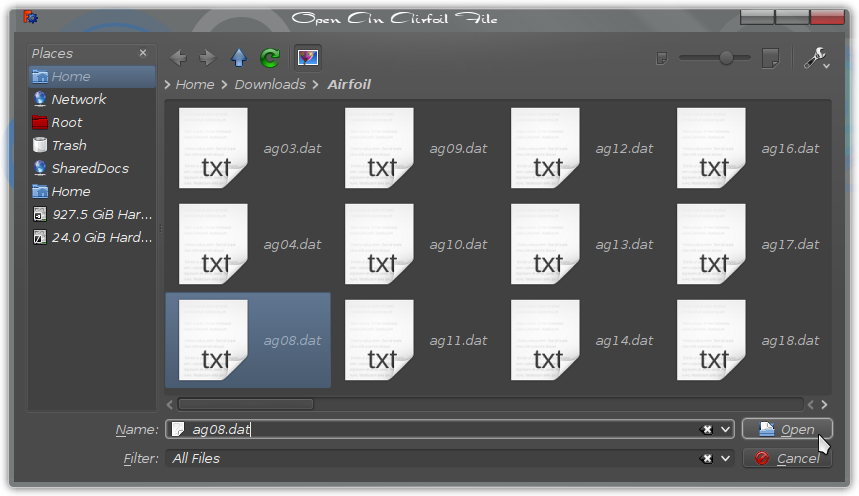 Open An Airfoil File
Places
Home
Network
Root
Trash
SharedDocs
Home
927.5 GiB Har...
24.0 GiB Hard...
Home Downloads Airfoil
txt ag03.dat txt ag09.dat txt ag12.dat txt ag16.dat
txt ag04.dat txt ag10.dat txt ag13.dat txt ag17.dat
txt ag08.dat txt ag11.dat txt ag14.dat txt ag18.dat
Name: ag08.dat Open
Filter: All Files Cancel